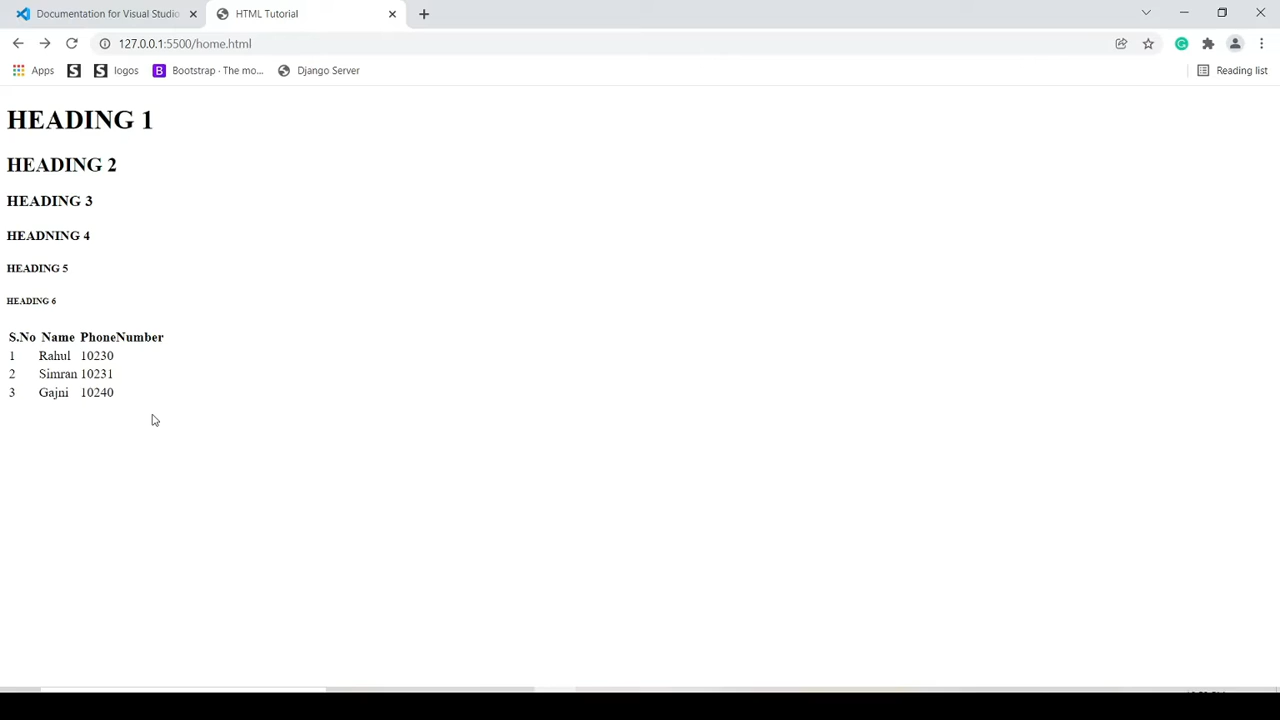 Documentation for Visual Studio
HTML Tutorial
127.0.0.1:5500/home.html
Apps
logos
Bootstrap · The mo...
Django Server
Reading list
HEADING 1
HEADING 2
HEADING 3
HEADNING 4
HEADING 5
HEADING 6
S.No Name PhoneNumber
1 Rahul 10230
2 Simran 10231
3 Gajni 10240